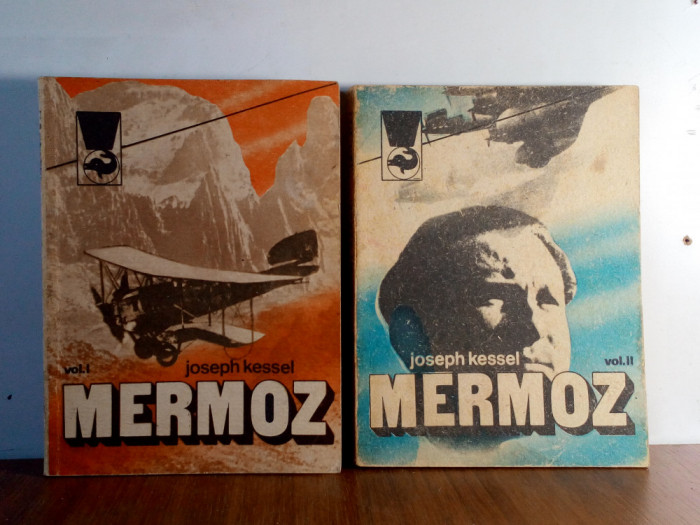 vol.I
joseph kessel
MERMOZ
joseph kessel
vol.II
MERMOZ